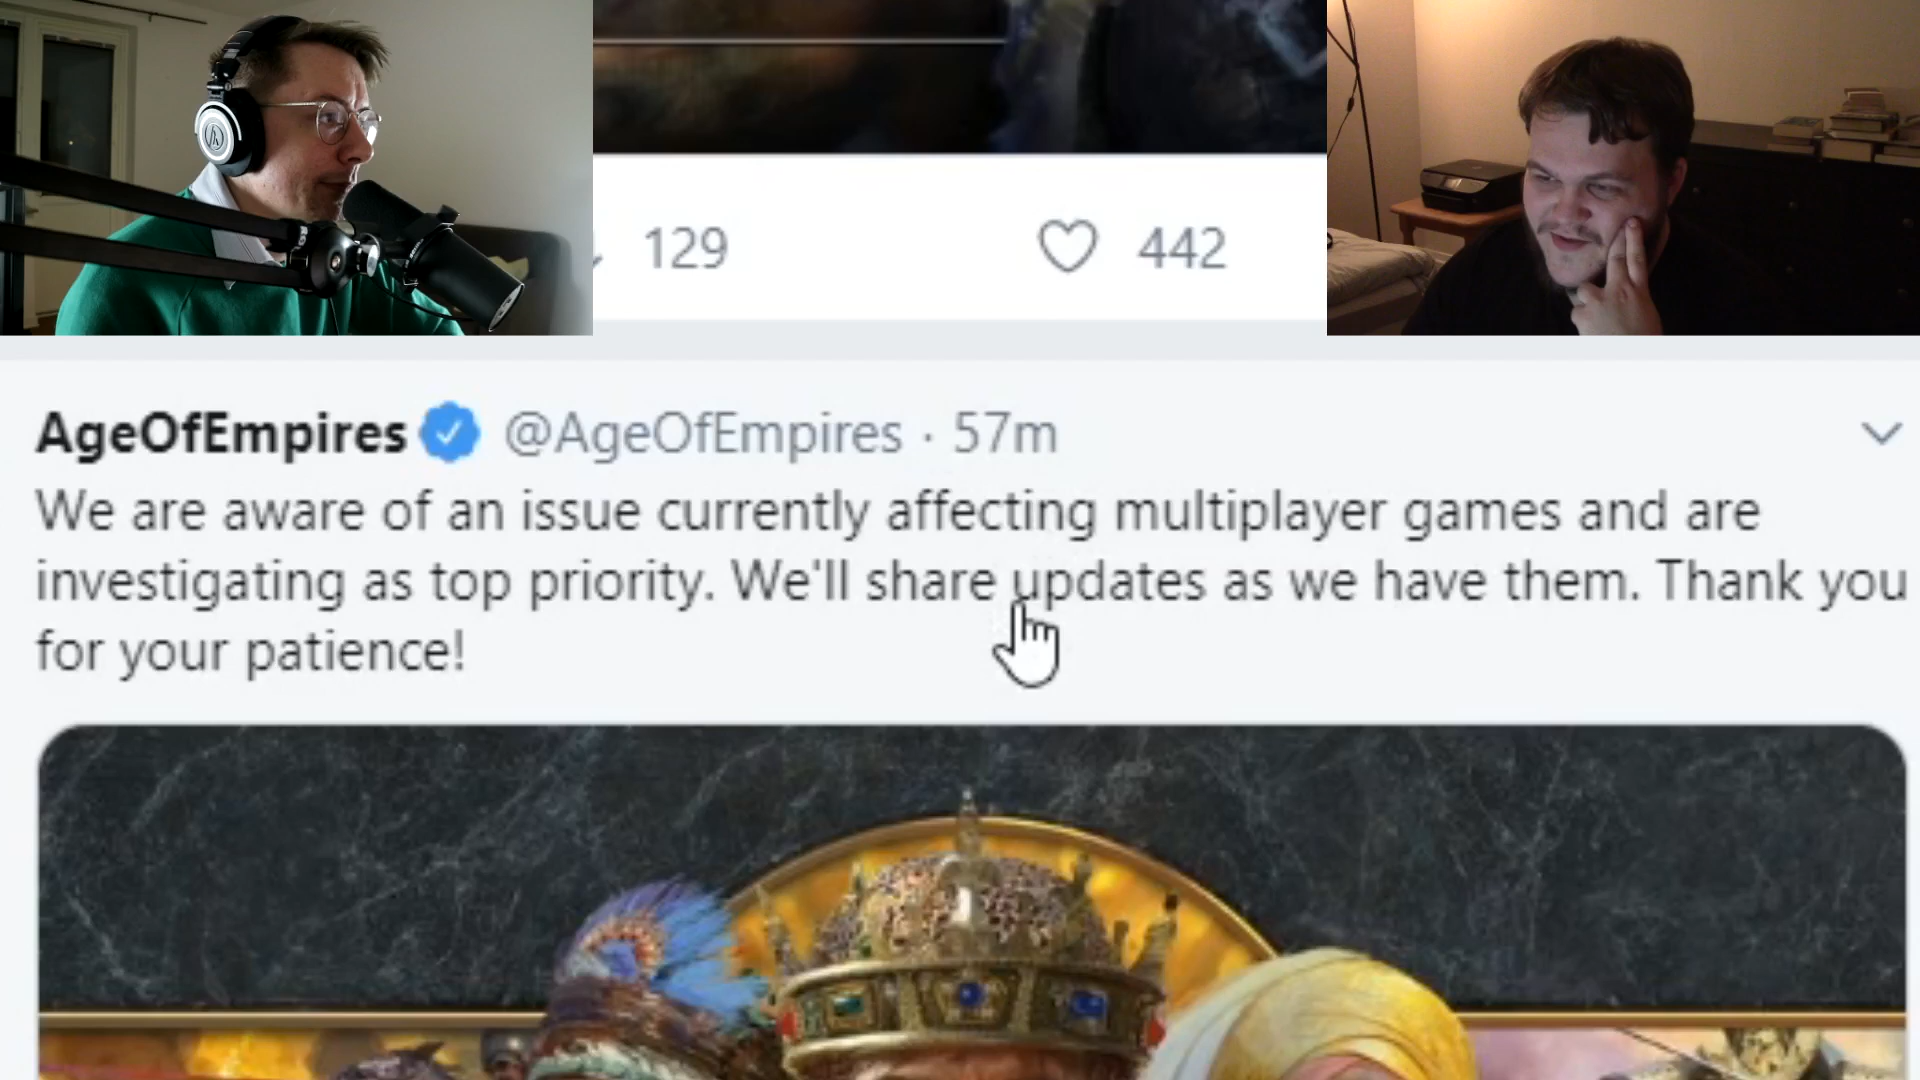 129 442
AgeOfEmpires @AgeOfEmpires · 57m
We are aware of an issue currently affecting multiplayer games and are
investigating as top priority. We'll share updates as we have them. Thank you
for your patience!